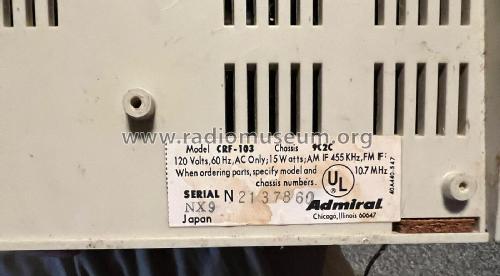 © www.radiomuseum.org
Model CRF-103 Chassis 9C2C
120 Volts, 60 Hz, AC Only; 15 Watts; AM IF 455 KHz, FM IF:
When ordering parts, specify model and 10.7 MHz
chassis numbers.
UL
SERIAL N 2137860
NX9
Japan
Admiral
Chicago, Illinois 60647